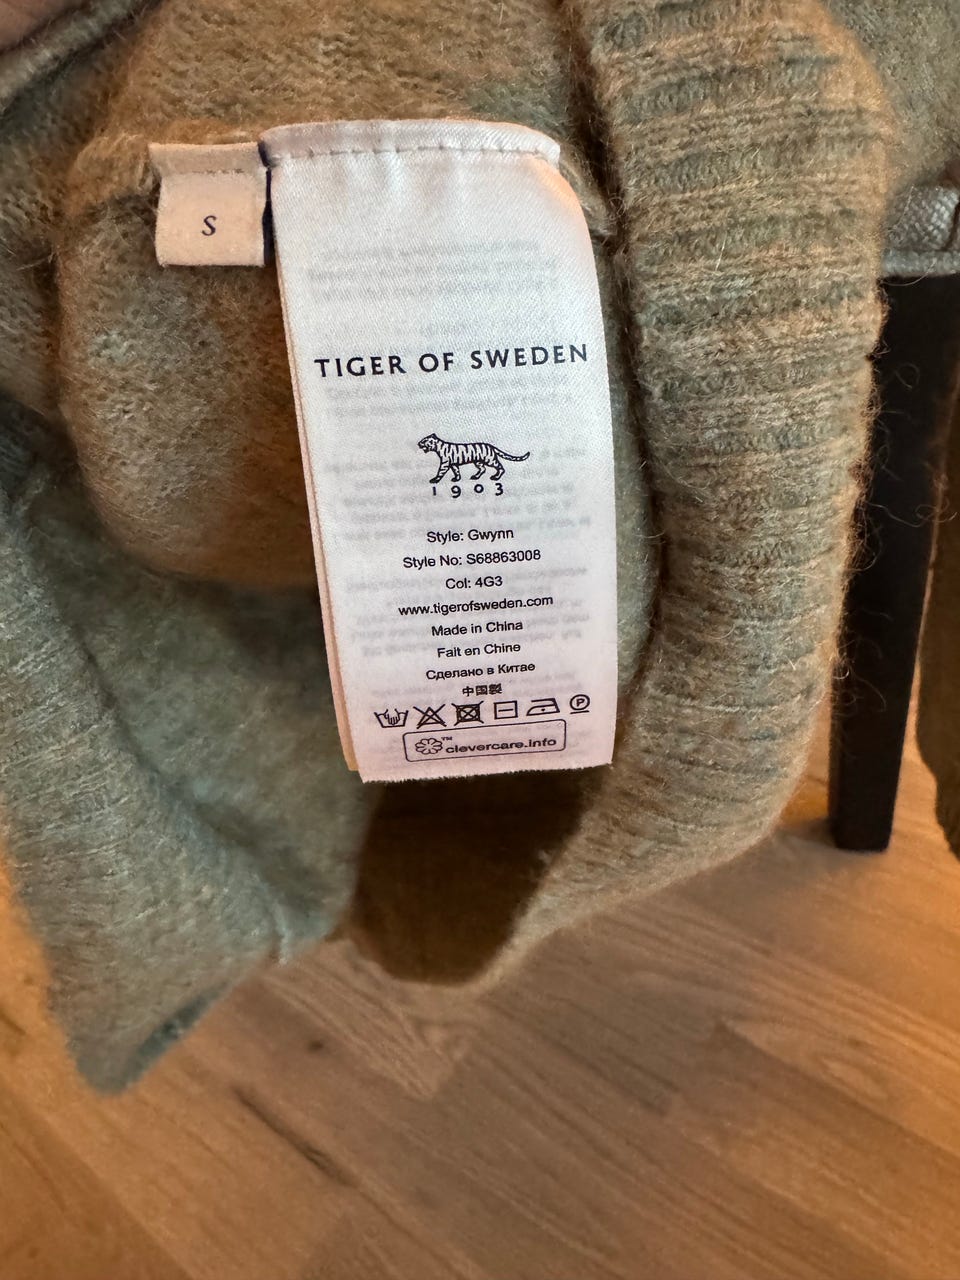 S
TIGER OF SWEDEN
1903
Style: Gwynn
Style No: S68863008
Col: 4G3
www.tigerofsweden.com
Made in China
Fait en Chine
Сделано в Китае
中国製
P
clevercare.info